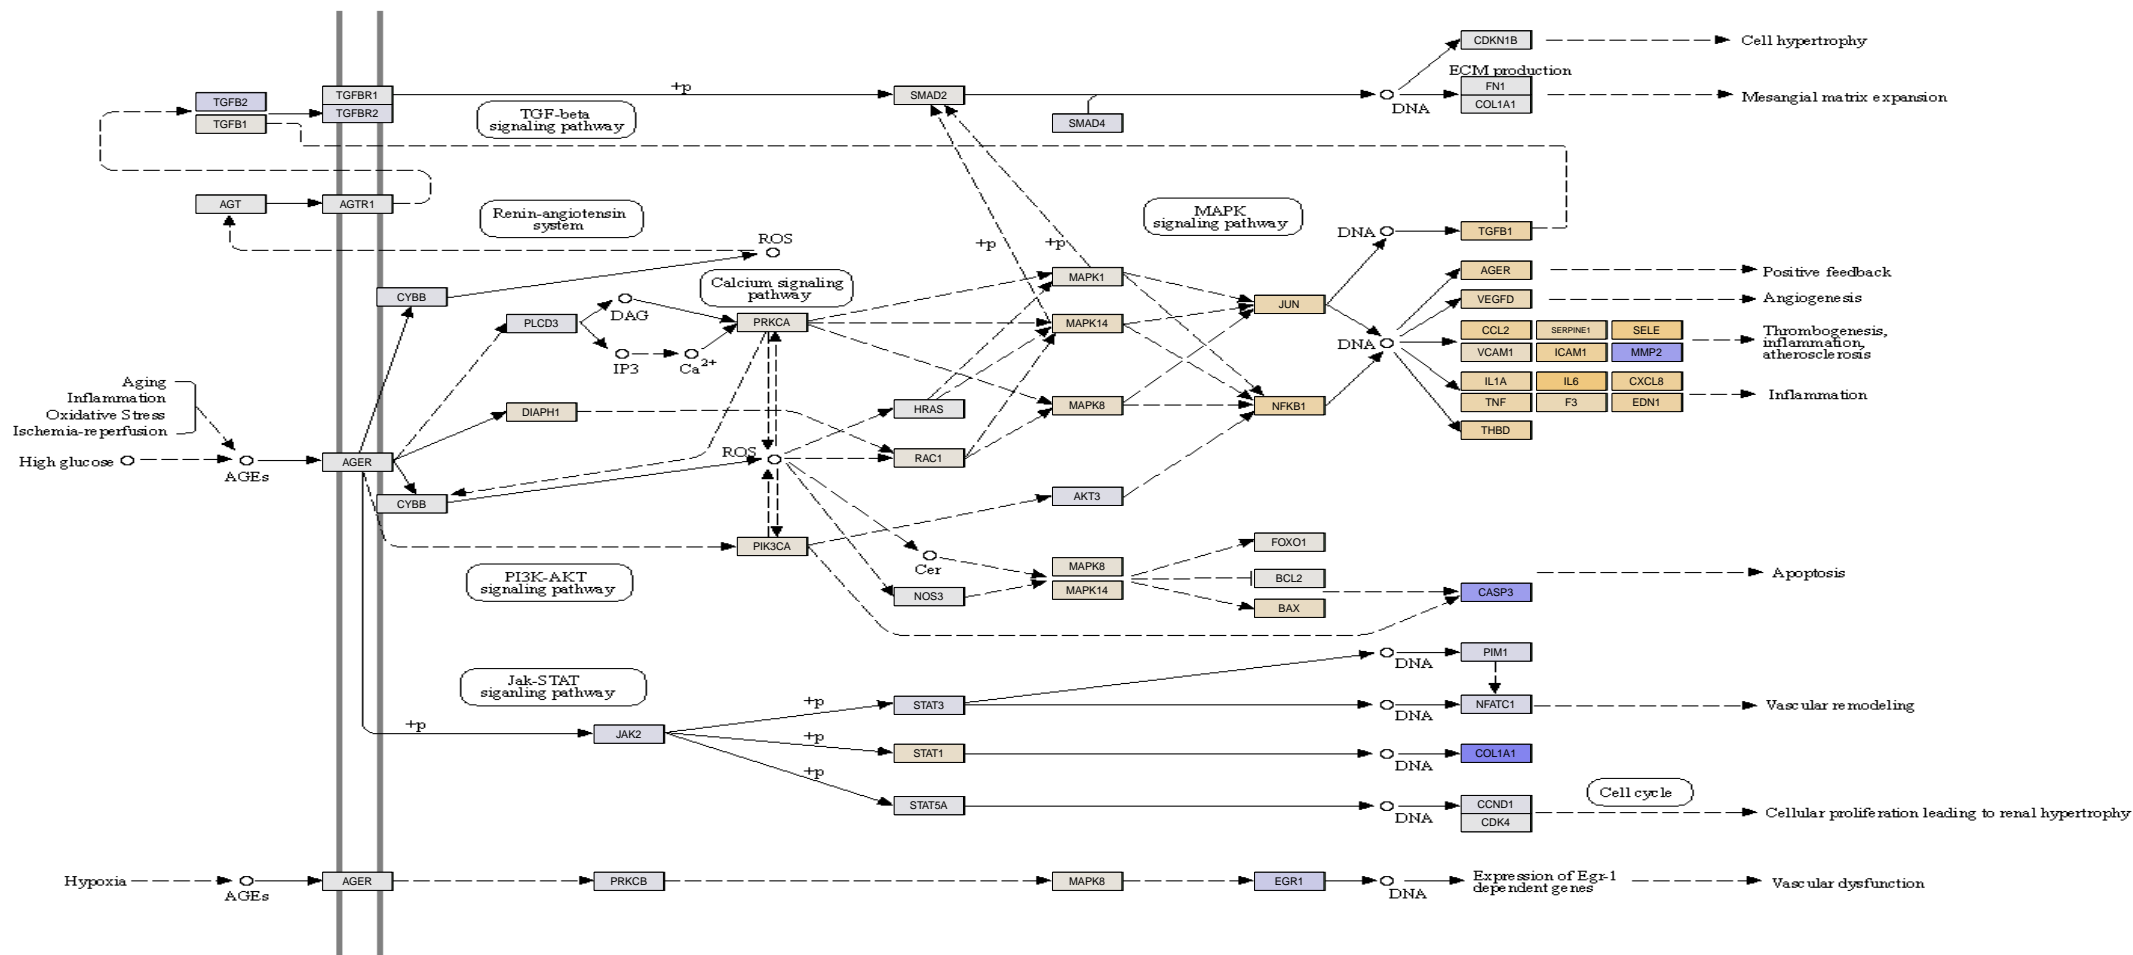 CDKN1B
Cell hypertrophy
ECM production
FN1
COL1A1
Mesangial matrix expansion
DNA
TGFB2
TGFB1
TGFBR1
TGFBR2
+p
TGF-beta
signaling pathway
SMAD2
SMAD4
AGT
AGTR1
Renin-angiotensin
system
ROS
MAPK
signaling pathway
+p
+p
DNA
TGFB1
CYBB
Calcium signaling
pathway
MAPK1
AGER
Positive feedback
VEGFD
Angiogenesis
PLCD3
DAG
PRKCA
MAPK14
JUN
IP3
Ca2+
DNA
CCL2
SERPINE1
SELE
VCAM1
ICAM1
MMP2
Thrombogenesis,
inflammation,
atherosclerosis
IL1A
IL6
CXCL8
TNF
F3
EDN1
Inflammation
THBD
Aging
Inflammation
Oxidative Stress
Ischemia-reperfusion
High glucose
AGEs
AGER
DIAPH1
HRAS
MAPK8
NFKB1
ROS
RAC1
CYBB
AKT3
PIK3CA
PI3K-AKT
signaling pathway
Cer
NOS3
MAPK8
MAPK14
FOXO1
BCL2
BAX
CASP3
Apoptosis
Jak-STAT
siganling pathway
+p
JAK2
+p
+p
+p
STAT3
STAT1
STAT5A
DNA
PIM1
DNA
NFATC1
Vascular remodeling
DNA
COL1A1
Cell cycle
DNA
CCND1
CDK4
Cellular proliferation leading to renal hypertrophy
Hypoxia
AGEs
AGER
PRKCB
MAPK8
EGR1
DNA
Expression of Egr-1
dependent genes
Vascular dysfunction